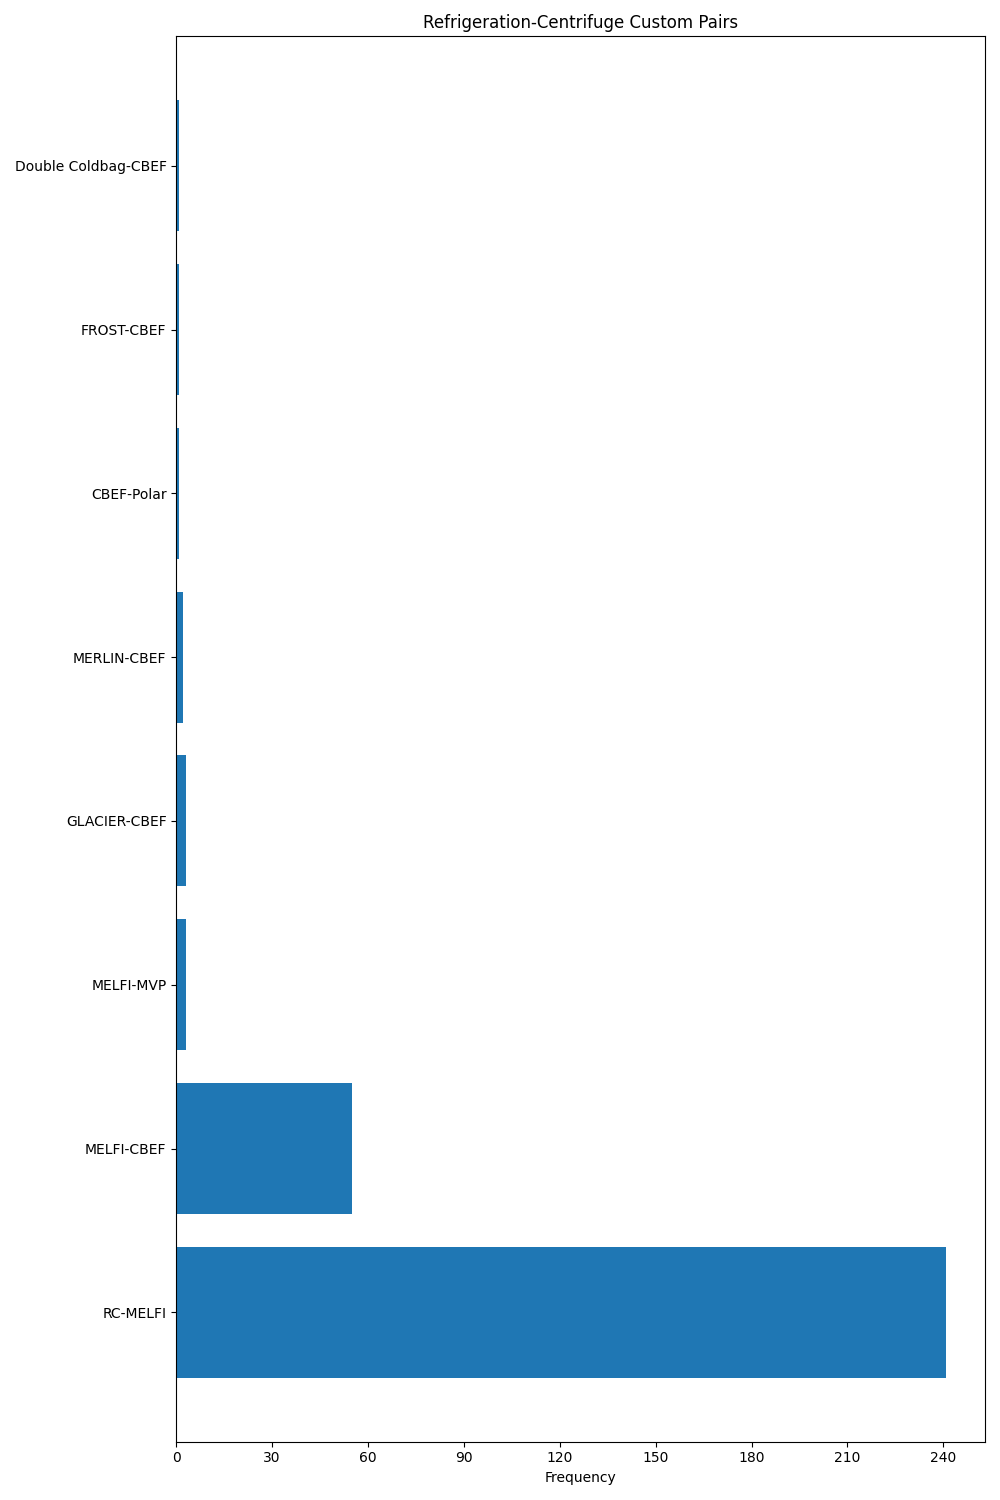 Refrigeration-Centrifuge Custom Pairs
Double Coldbag-CBEF
FROST-CBEF
CBEF-Polar
MERLIN-CBEF
GLACIER-CBEF
MELFI-MVP
MELFI-CBEF
RC-MELFI
0 30 60 90 120 150 180 210 240
Frequency